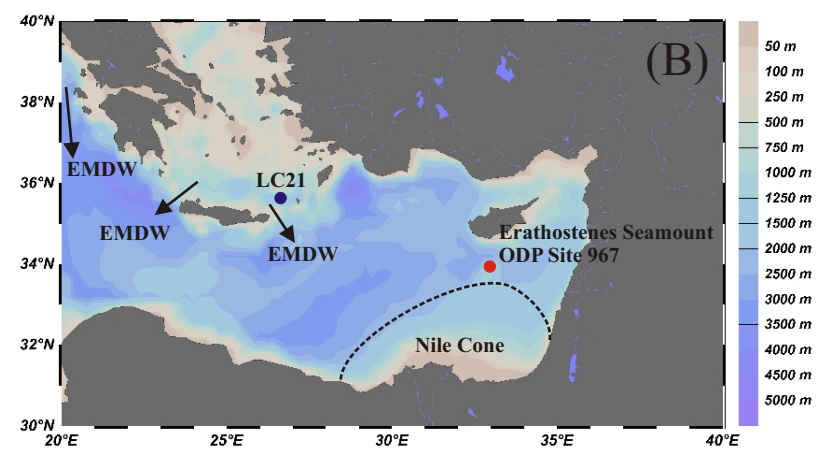 40°N
(B)
50 m
100 m
38°N
250 m
500 m
EMDW
750 m
LC21
1000 m
36°N
1250 m
1500 m
EMDW
Erathostenes Seamount
2000 m
EMDW
ODP Site 967
34°N
2500 m
3000 m
3500 m
Nile Cone
32°N
4000 m
4500 m
5000 m
30°N
20°E
25°E
30°E
35°E
40°E